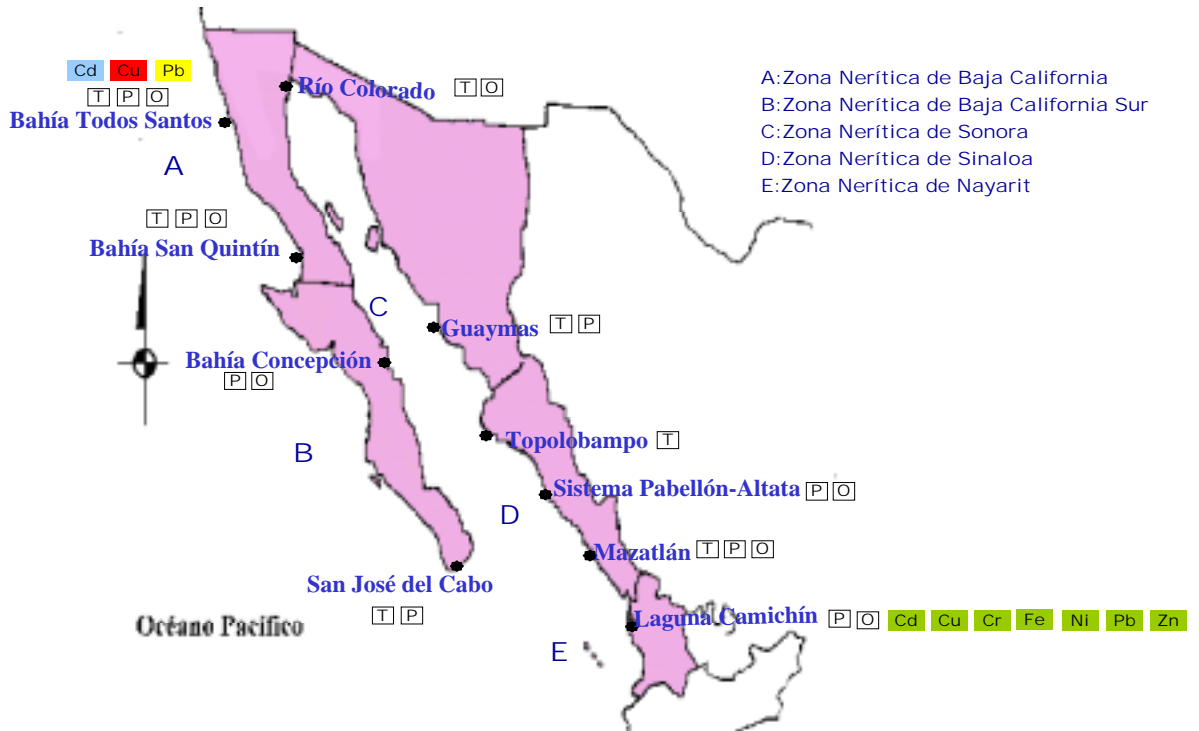 Cd Cu Pb
T P O
Bahía Todos Santos
Río Colorado T O
A:Zona Nerítica de Baja California
B:Zona Nerítica de Baja California Sur
C:Zona Nerítica de Sonora
D:Zona Nerítica de Sinaloa
E:Zona Nerítica de Nayarit
A
T P O
Bahía San Quintín
C
Guaymas T P
Bahía Concepción
P O
B
Topolobampo T
Sistema Pabellón-Altata P O
D
Mazatlán T P O
San José del Cabo
T P
Océano Pacifico
Laguna Camichín P O Cd Cu Cr Fe Ni Pb Zn
E